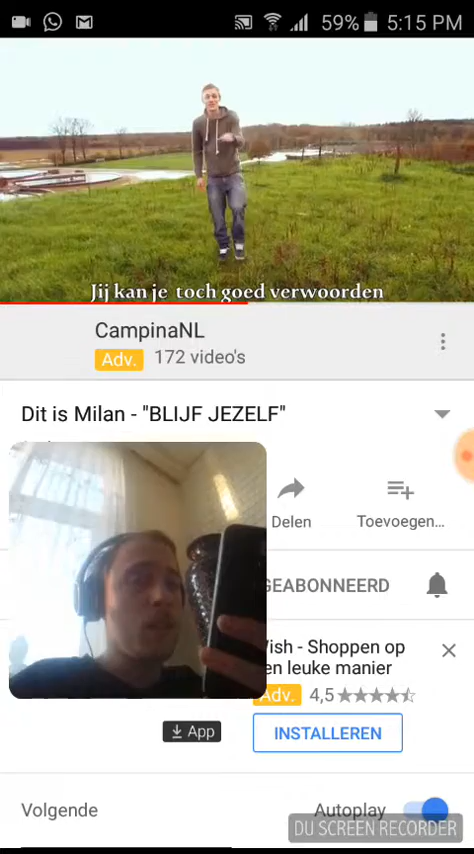 59% 5:15 PM
Jij kan je toch goed verwoorden
CampinaNL
Adv. 172 video's
Dit is Milan - "BLIJF JEZELF"
Delen Toevoegen...
GEABONNEERD
Wish - Shoppen op
en leuke manier
Adv. 4,5
App INSTALLEREN
Volgende Autoplay
DU SCREEN RECORDER